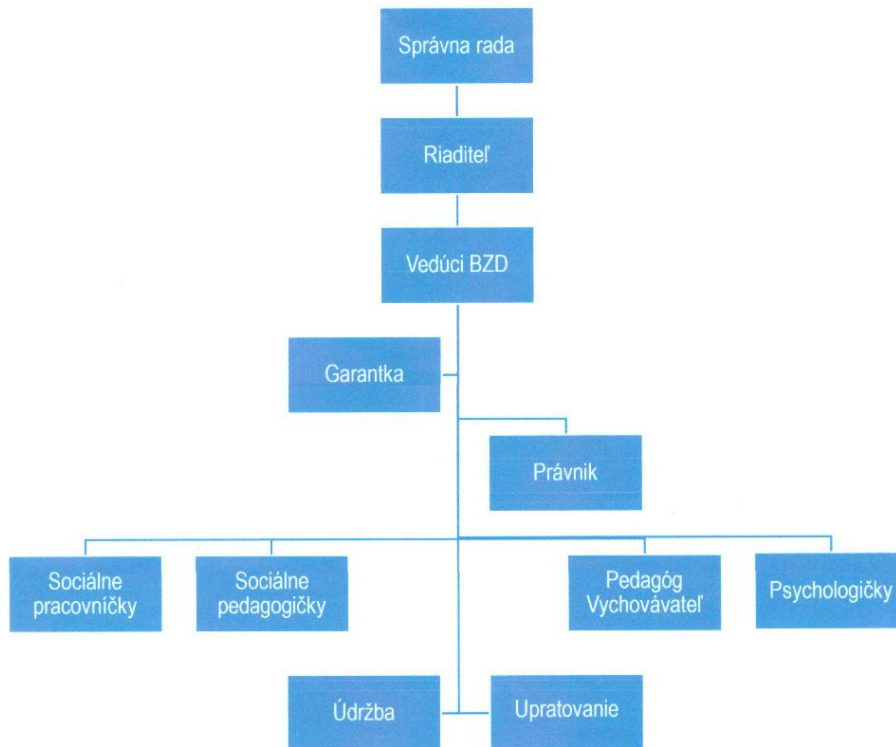 Správna rada
Riaditeľ
Vedúci BZD
Garantka
Právnik
Sociálne
pracovníčky
Sociálne
pedagogičky
Pedagóg
Vychovávateľ
Psychologičky
Údržba
Upratovanie